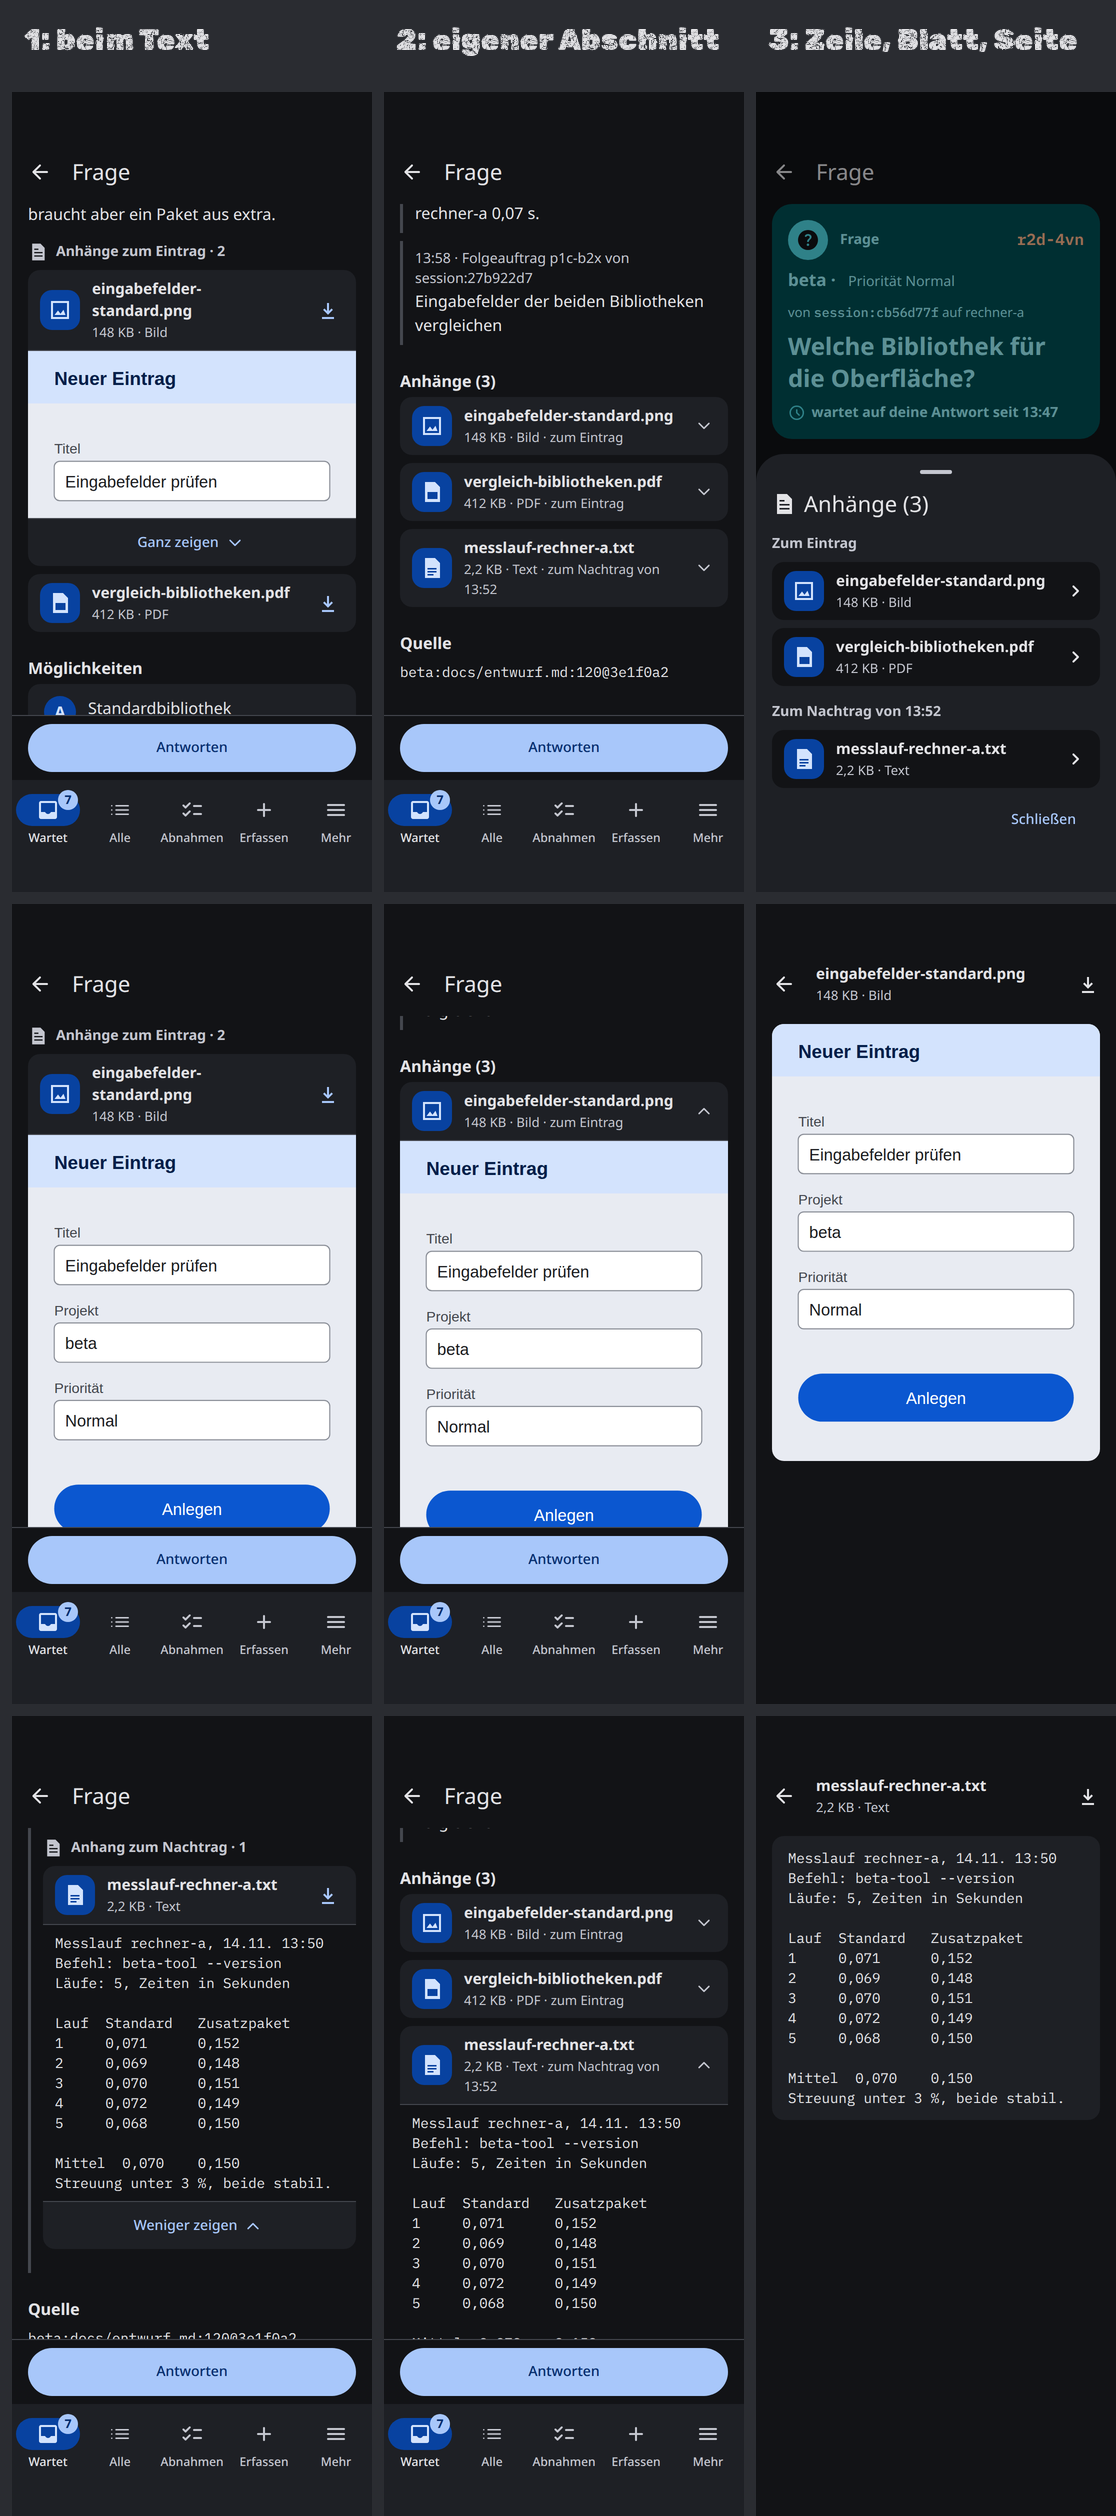 1: beim Text
2: eigener Abschnitt
3: Zeile, Blatt, Seite
Frage
braucht aber ein Paket aus extra.
Anhänge zum Eintrag · 2
eingabefelder-
standard.png
148 KB · Bild
Neuer Eintrag
Titel
Eingabefelder prüfen
Ganz zeigen
vergleich-bibliotheken.pdf
412 KB · PDF
Möglichkeiten
A
Standardbibliothek
Antworten
7
Wartet
Alle
Abnahmen
Erfassen
Mehr
Frage
rechner-a 0,07 s.
13:58 · Folgeauftrag p1c-b2x von
session:27b922d7
Eingabefelder der beiden Bibliotheken
vergleichen
Anhänge (3)
eingabefelder-standard.png
148 KB · Bild · zum Eintrag
vergleich-bibliotheken.pdf
412 KB · PDF · zum Eintrag
messlauf-rechner-a.txt
2,2 KB · Text · zum Nachtrag von
13:52
Quelle
beta:docs/entwurf.md:120@3e1f0a2
Antworten
7
Wartet
Alle
Abnahmen
Erfassen
Mehr
Frage
?
Frage
r2d-4vn
beta · Priorität Normal
von session:cb56d77f auf rechner-a
Welche Bibliothek für
die Oberfläche?
wartet auf deine Antwort seit 13:47
Anhänge (3)
Zum Eintrag
eingabefelder-standard.png
148 KB · Bild
vergleich-bibliotheken.pdf
412 KB · PDF
Zum Nachtrag von 13:52
messlauf-rechner-a.txt
2,2 KB · Text
Schließen
Frage
Anhänge zum Eintrag · 2
eingabefelder-
standard.png
148 KB · Bild
Neuer Eintrag
Titel
Eingabefelder prüfen
Projekt
beta
Priorität
Normal
Anlegen
Antworten
7
Wartet
Alle
Abnahmen
Erfassen
Mehr
Frage
Anhänge (3)
eingabefelder-standard.png
148 KB · Bild · zum Eintrag
Neuer Eintrag
Titel
Eingabefelder prüfen
Projekt
beta
Priorität
Normal
Anlegen
Antworten
7
Wartet
Alle
Abnahmen
Erfassen
Mehr
eingabefelder-standard.png
148 KB · Bild
Neuer Eintrag
Titel
Eingabefelder prüfen
Projekt
beta
Priorität
Normal
Anlegen
Frage
Anhang zum Nachtrag · 1
messlauf-rechner-a.txt
2,2 KB · Text
Messlauf rechner-a, 14.11. 13:50
Befehl: beta-tool --version
Läufe: 5, Zeiten in Sekunden
Lauf Standard Zusatzpaket
1 0,071 0,152
2 0,069 0,148
3 0,070 0,151
4 0,072 0,149
5 0,068 0,150
Mittel 0,070 0,150
Streuung unter 3 %, beide stabil.
Weniger zeigen
Quelle
beta:docs/entwurf.md:120@3e1f0a2
Antworten
7
Wartet
Alle
Abnahmen
Erfassen
Mehr
Frage
Anhänge (3)
eingabefelder-standard.png
148 KB · Bild · zum Eintrag
vergleich-bibliotheken.pdf
412 KB · PDF · zum Eintrag
messlauf-rechner-a.txt
2,2 KB · Text · zum Nachtrag von
13:52
Messlauf rechner-a, 14.11. 13:50
Befehl: beta-tool --version
Läufe: 5, Zeiten in Sekunden
Lauf Standard Zusatzpaket
1 0,071 0,152
2 0,069 0,148
3 0,070 0,151
4 0,072 0,149
5 0,068 0,150
Antworten
7
Wartet
Alle
Abnahmen
Erfassen
Mehr
messlauf-rechner-a.txt
2,2 KB · Text
Messlauf rechner-a, 14.11. 13:50
Befehl: beta-tool --version
Läufe: 5, Zeiten in Sekunden
Lauf Standard Zusatzpaket
1 0,071 0,152
2 0,069 0,148
3 0,070 0,151
4 0,072 0,149
5 0,068 0,150
Mittel 0,070 0,150
Streuung unter 3 %, beide stabil.